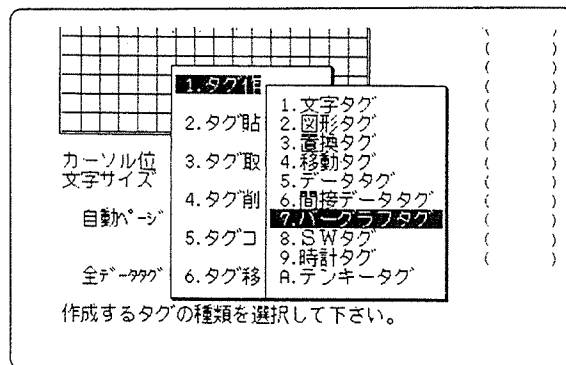 1.タグ作
2.タグ貼
3.タグ取
4.タグ削
5.タグコ
6.タグ移
1.文字タグ
2.図形タグ
3.置換タグ
4.移動タグ
5.データタグ
6.間接データタグ
7.バーグラフタグ
8.SWタグ
9.時計タグ
A.テンキータグ
カーソル位
文字サイズ
自動ページ
全データタグ
( )
( )
( )
( )
( )
( )
( )
( )
( )
( )
( )
( )
作成するタグの種類を選択して下さい。